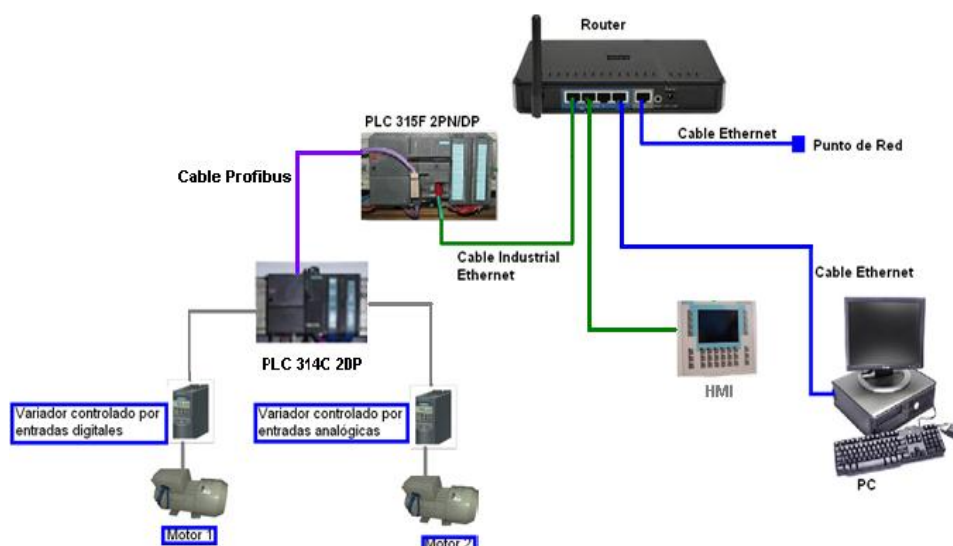 Router
PLC 315F 2PN/DP
Cable Ethernet
Punto de Red
Cable Profibus
Cable Industrial
Ethernet
Cable Ethernet
PLC 314C 2DP
HMI
Variador controlado por
entradas digitales
Variador controlado por
entradas analógicas
PC
Motor 1
Motor 2